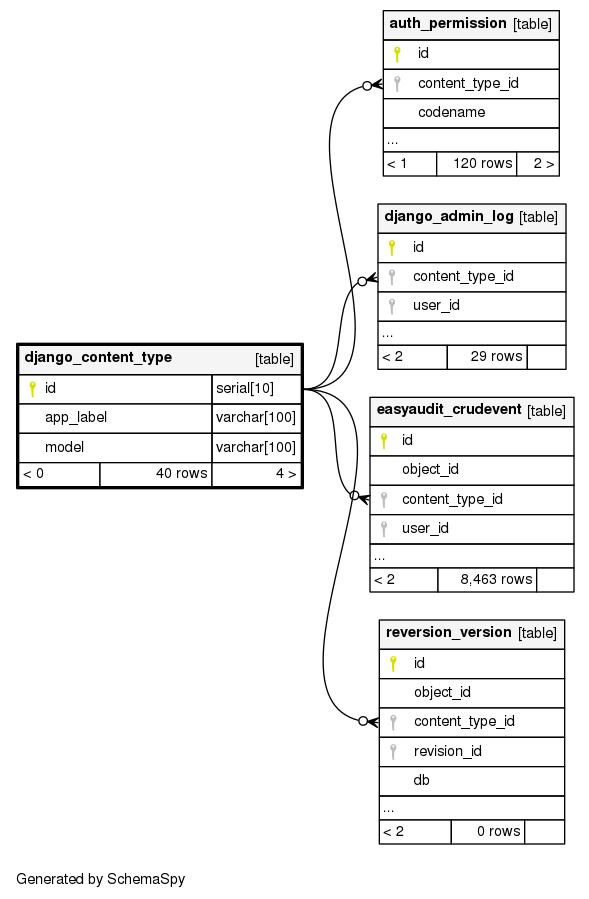 auth_permission [table]
id
content_type_id
codename
...
< 1 120 rows 2 >
django_admin_log [table]
id
content_type_id
user_id
...
< 2 29 rows
django_content_type [table]
id serial[10]
app_label varchar[100]
model varchar[100]
< 0 40 rows 4 >
easyaudit_crudevent [table]
id
object_id
content_type_id
user_id
...
< 2 8,463 rows
reversion_version [table]
id
object_id
content_type_id
revision_id
db
...
< 2 0 rows
Generated by SchemaSpy